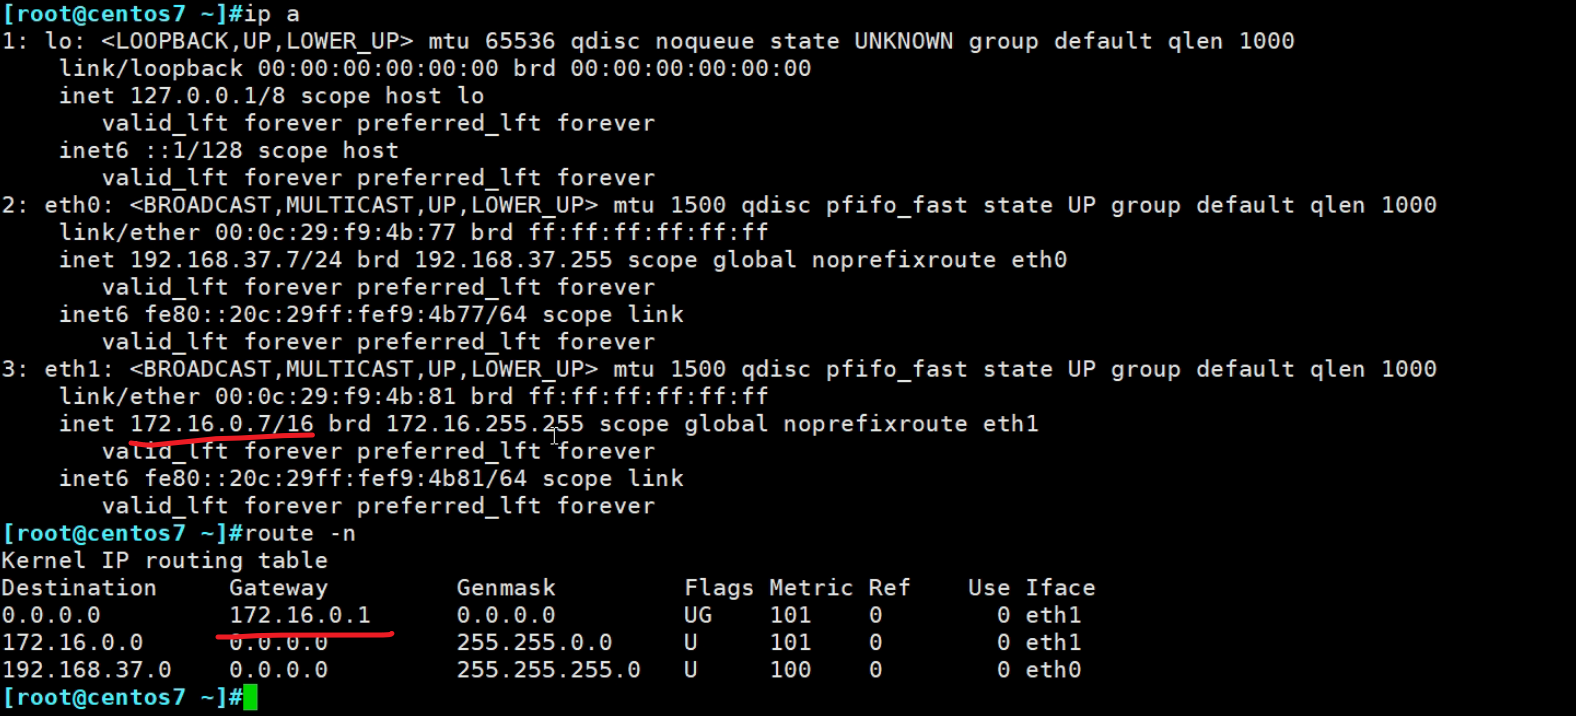 [root@centos7 ~]#ip a
1: lo: <LOOPBACK,UP,LOWER_UP> mtu 65536 qdisc noqueue state UNKNOWN group default qlen 1000
    link/loopback 00:00:00:00:00:00 brd 00:00:00:00:00:00
    inet 127.0.0.1/8 scope host lo
       valid_lft forever preferred_lft forever
    inet6 ::1/128 scope host
       valid_lft forever preferred_lft forever
2: eth0: <BROADCAST,MULTICAST,UP,LOWER_UP> mtu 1500 qdisc pfifo_fast state UP group default qlen 1000
    link/ether 00:0c:29:f9:4b:77 brd ff:ff:ff:ff:ff:ff
    inet 192.168.37.7/24 brd 192.168.37.255 scope global noprefixroute eth0
       valid_lft forever preferred_lft forever
    inet6 fe80::20c:29ff:fef9:4b77/64 scope link
       valid_lft forever preferred_lft forever
3: eth1: <BROADCAST,MULTICAST,UP,LOWER_UP> mtu 1500 qdisc pfifo_fast state UP group default qlen 1000
    link/ether 00:0c:29:f9:4b:81 brd ff:ff:ff:ff:ff:ff
    inet 172.16.0.7/16 brd 172.16.255.255 scope global noprefixroute eth1
       valid_lft forever preferred_lft forever
    inet6 fe80::20c:29ff:fef9:4b81/64 scope link
       valid_lft forever preferred_lft forever
[root@centos7 ~]#route -n
Kernel IP routing table
Destination     Gateway         Genmask         Flags Metric Ref    Use Iface
0.0.0.0         172.16.0.1      0.0.0.0         UG    101    0        0 eth1
172.16.0.0      0.0.0.0         255.255.0.0     U     101    0        0 eth1
192.168.37.0    0.0.0.0         255.255.255.0   U     100    0        0 eth0
[root@centos7 ~]#